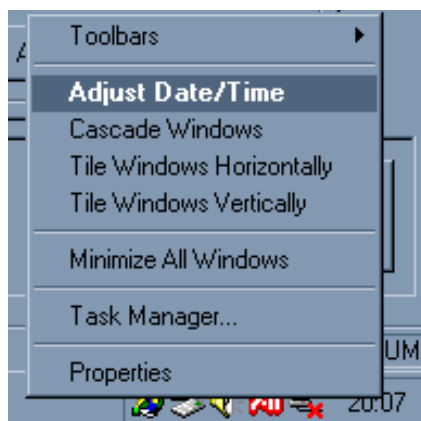 Toolbars
Adjust Date/Time
Cascade Windows
Tile Windows Horizontally
Tile Windows Vertically
Minimize All Windows
Task Manager...
Properties
UM
20:07